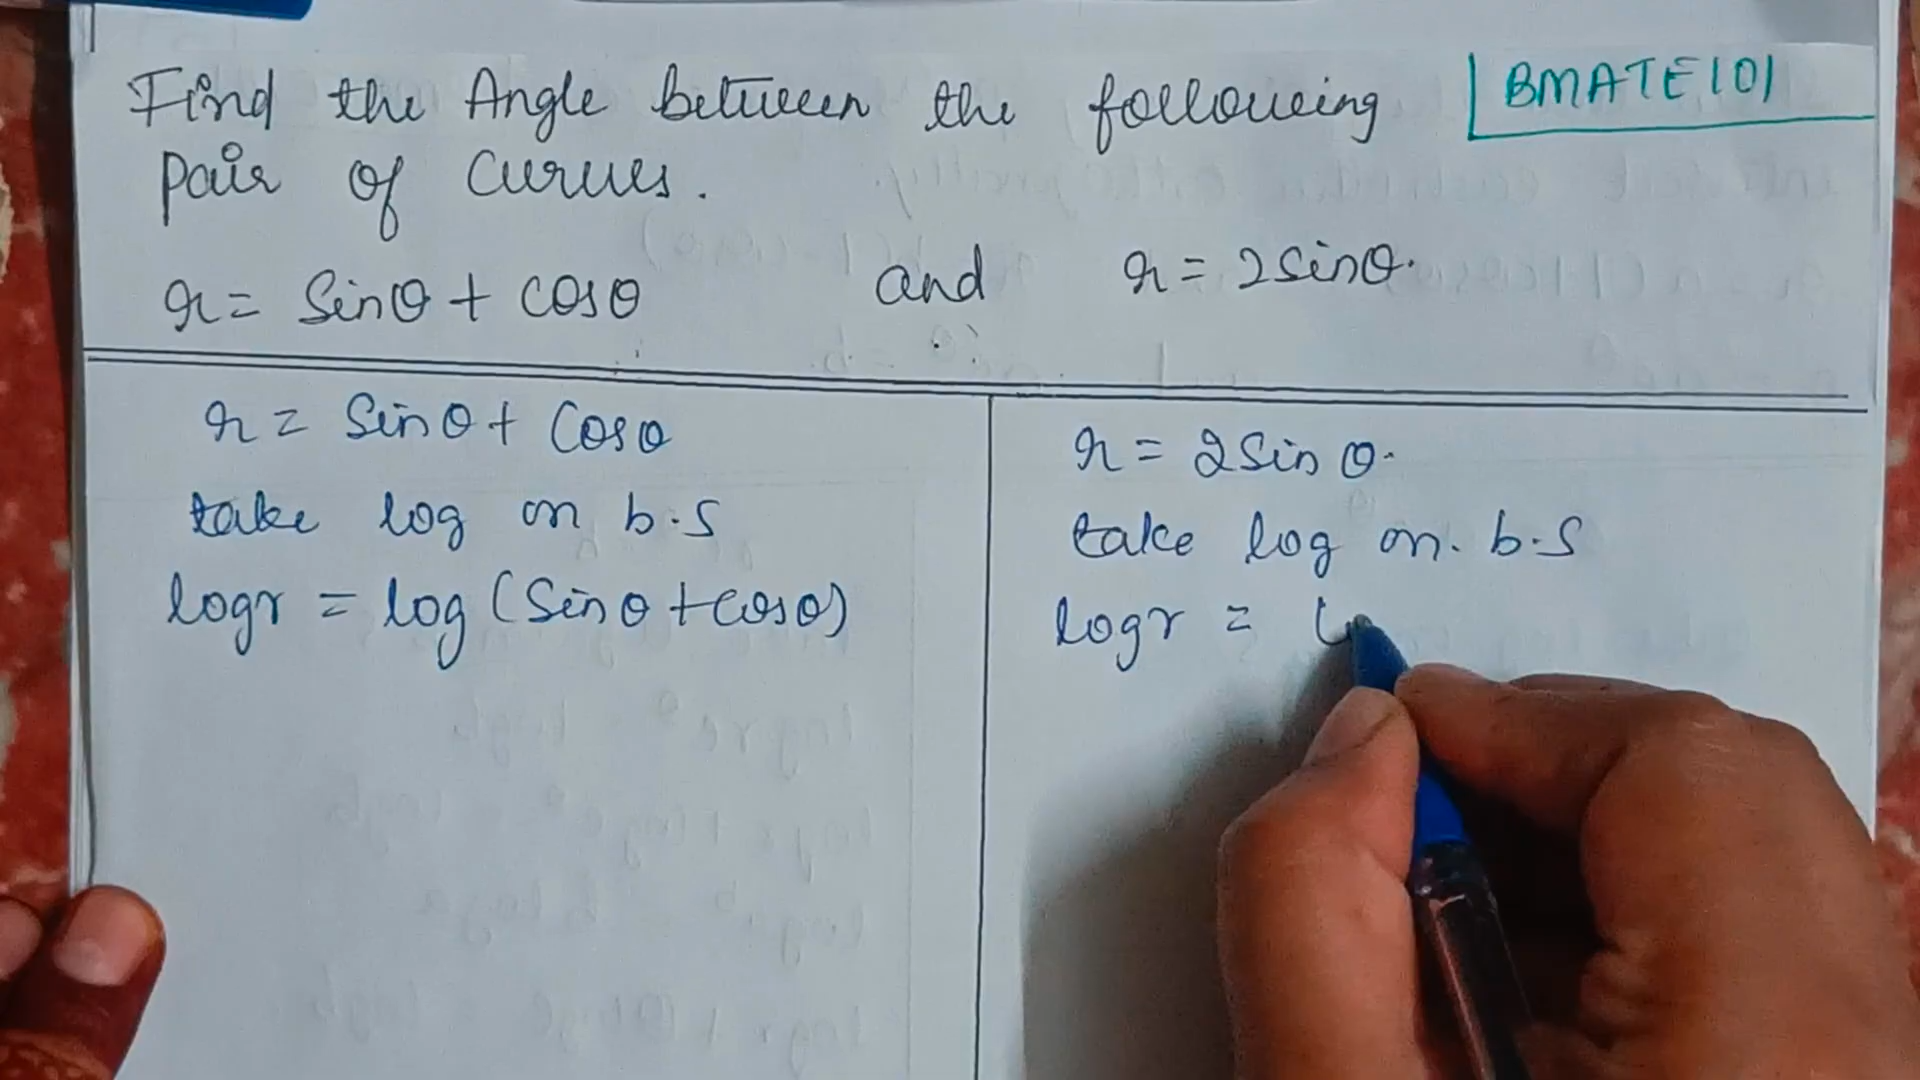 Find the Angle between the following
BMATE101
pair of curves.
r = Sinθ + cosθ and r = 2sinθ.
r = Sinθ + Cosθ
take log on b.s
logr = log (Sinθ + cosθ)
r = 2Sin θ.
take log on. b.s
logr =